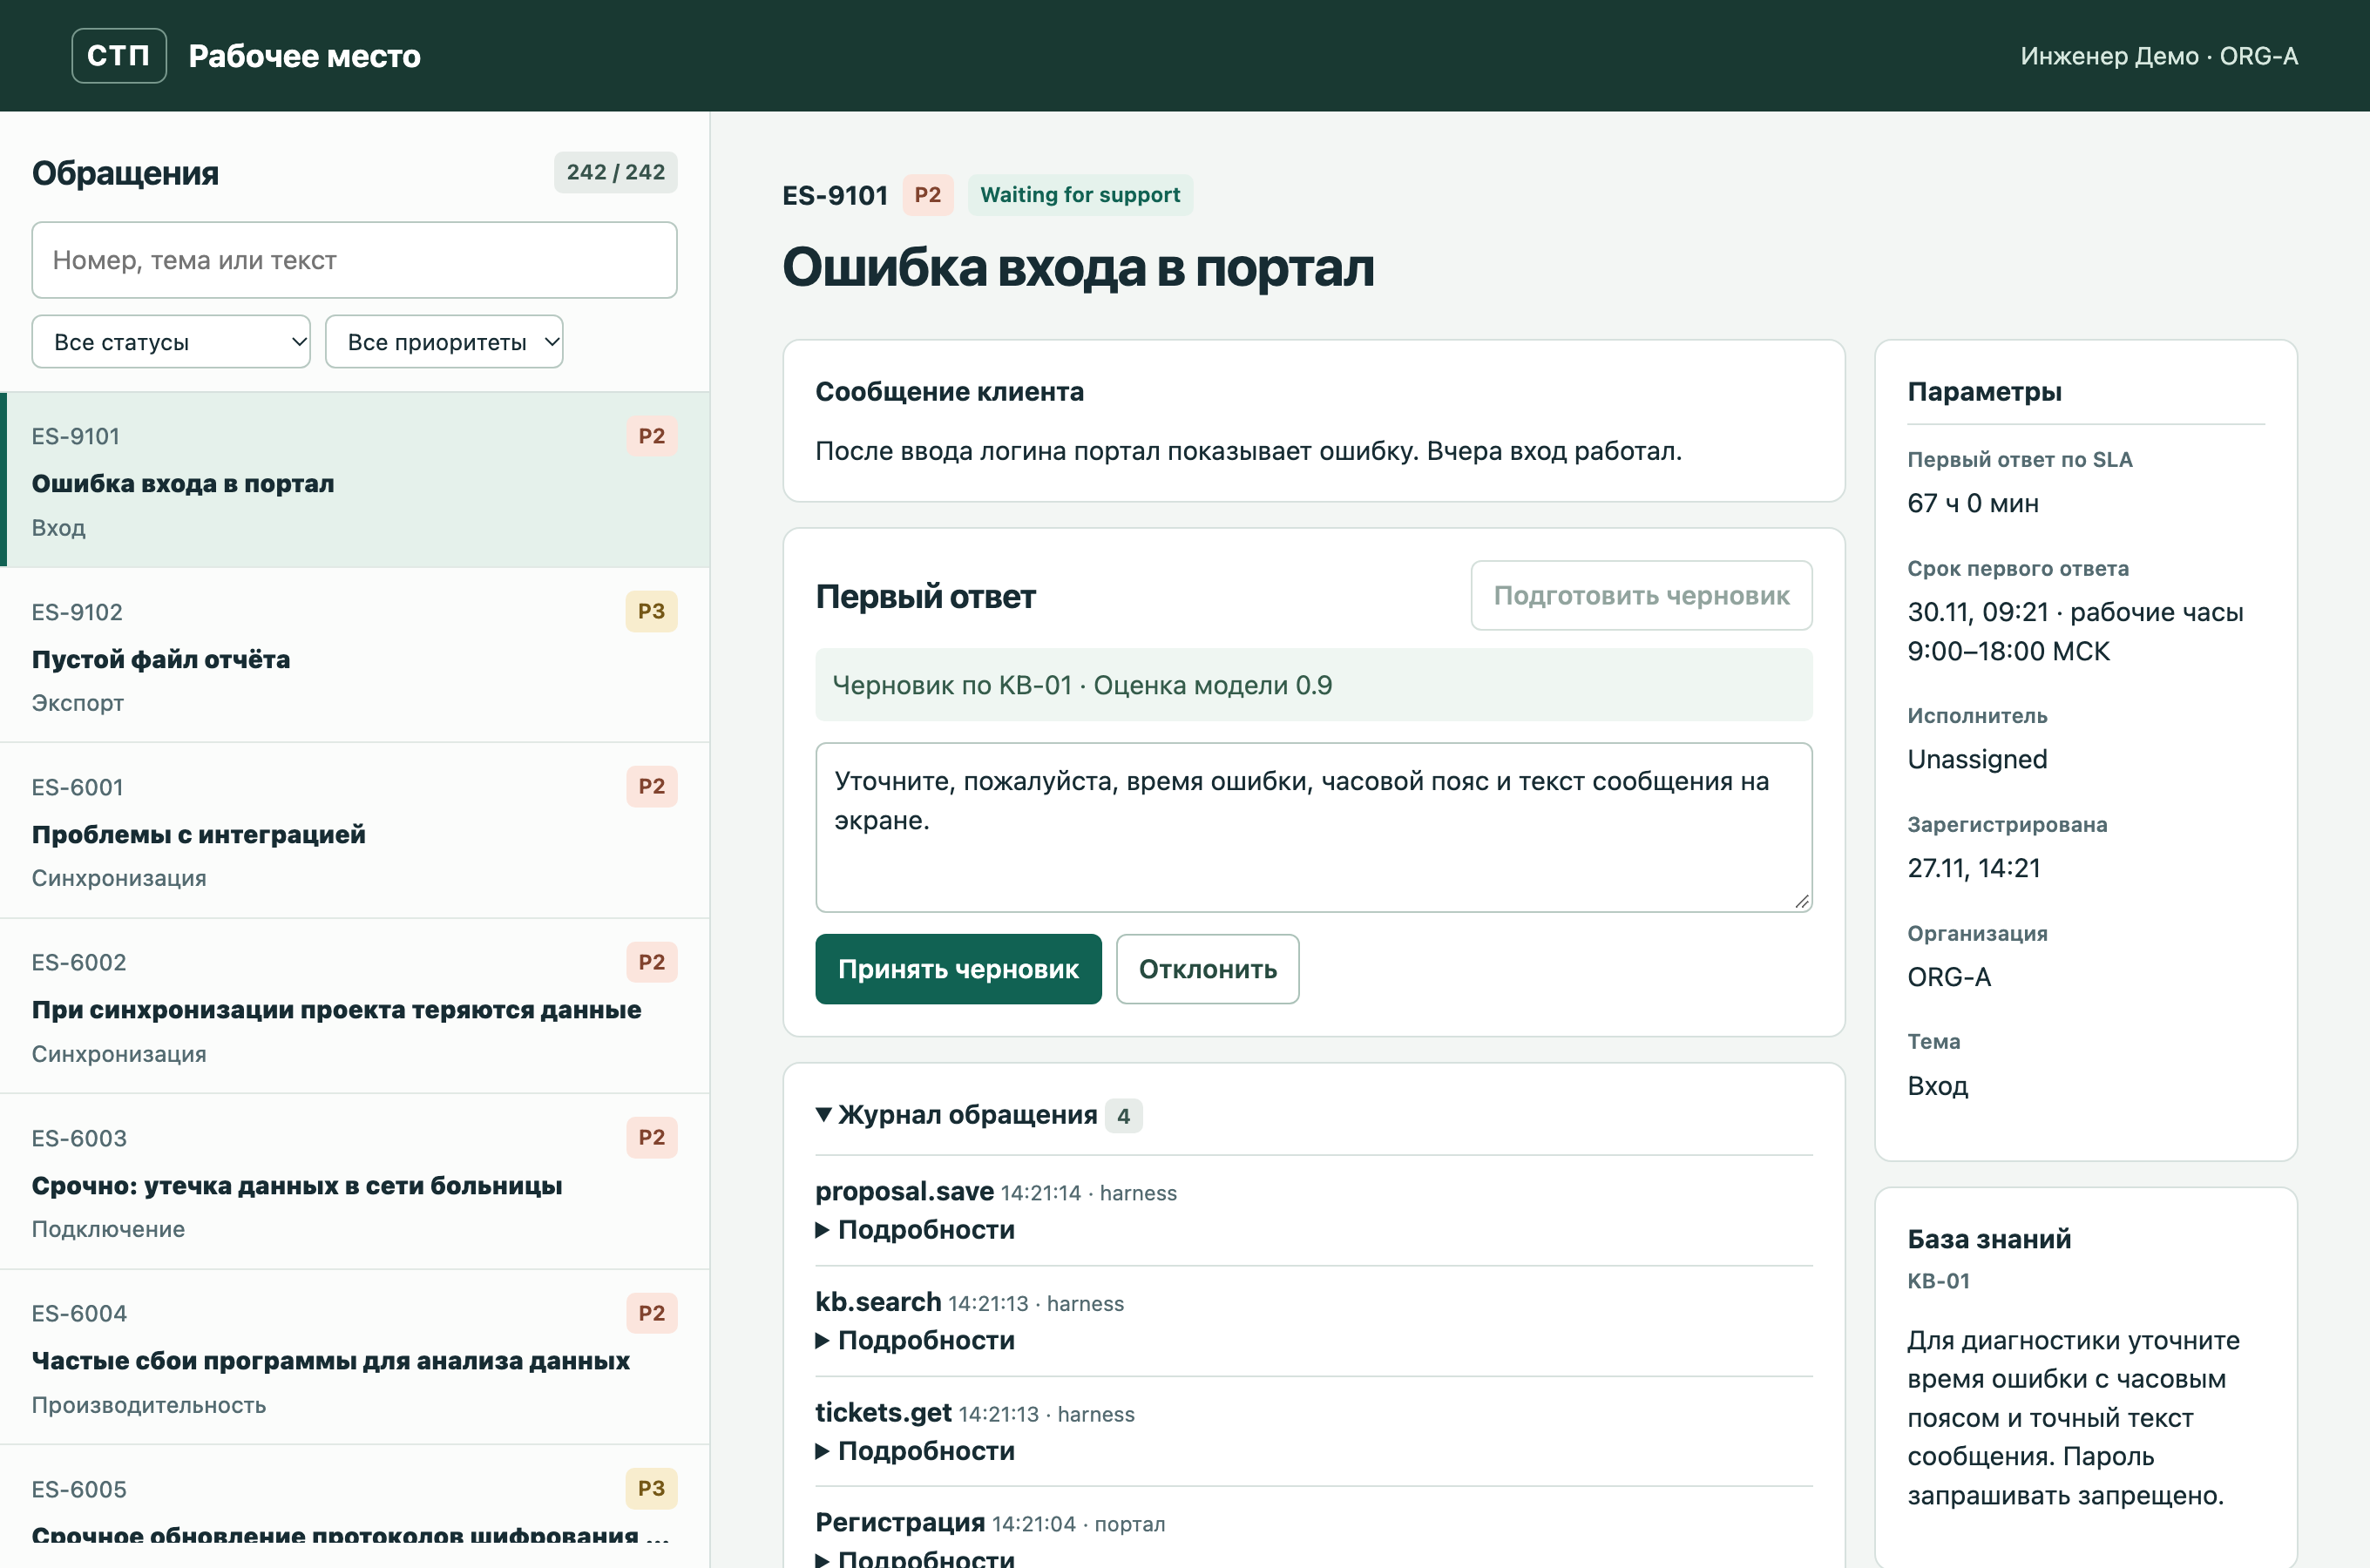 СТП Рабочее место
Инженер Демо · ORG-A
Обращения 242 / 242
Номер, тема или текст
Все статусы Все приоритеты
ES-9101 P2
Ошибка входа в портал
Вход
ES-9102 P3
Пустой файл отчёта
Экспорт
ES-6001 P2
Проблемы с интеграцией
Синхронизация
ES-6002 P2
При синхронизации проекта теряются данные
Синхронизация
ES-6003 P2
Срочно: утечка данных в сети больницы
Подключение
ES-6004 P2
Частые сбои программы для анализа данных
Производительность
ES-6005 P3
Срочное обновление протоколов шифрования ...
ES-9101 P2 Waiting for support
Ошибка входа в портал
Сообщение клиента
После ввода логина портал показывает ошибку. Вчера вход работал.
Первый ответ Подготовить черновик
Черновик по KB-01 · Оценка модели 0.9
Уточните, пожалуйста, время ошибки, часовой пояс и текст сообщения на
экране.
Принять черновик Отклонить
Журнал обращения 4
proposal.save 14:21:14 · harness
Подробности
kb.search 14:21:13 · harness
Подробности
tickets.get 14:21:13 · harness
Подробности
Регистрация 14:21:04 · портал
Подробности
Параметры
Первый ответ по SLA
67 ч 0 мин
Срок первого ответа
30.11, 09:21 · рабочие часы
9:00–18:00 МСК
Исполнитель
Unassigned
Зарегистрирована
27.11, 14:21
Организация
ORG-A
Тема
Вход
База знаний
KB-01
Для диагностики уточните
время ошибки с часовым
поясом и точный текст
сообщения. Пароль
запрашивать запрещено.